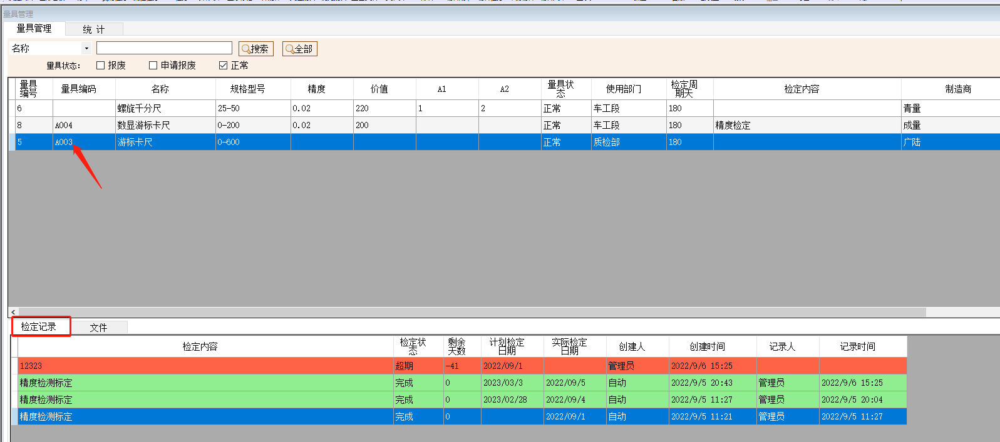 量具管理
量具管理 统 计
名称 搜索 全部
量具状态： 报废 申请报废 正常
量具编号 量具编码 名称 规格型号 精度 价值 A1 A2 量具状态 使用部门 检定周期天 检定内容 制造商
6 螺旋千分尺 25-50 0.02 220 1 2 正常 车工段 180 青量
8 A004 数显游标卡尺 0-200 0.02 200 正常 车工段 180 精度检定 成量
5 A003 游标卡尺 0-600 正常 质检部 180 广陆
检定记录 文件
检定内容 检定状态 剩余天数 计划检定日期 实际检定日期 创建人 创建时间 记录人 记录时间
12323 超期 -41 2022/09/1 管理员 2022/9/6 15:25
精度检测标定 完成 0 2023/03/3 2022/09/5 自动 2022/9/5 20:43 管理员 2022/9/6 15:25
精度检测标定 完成 0 2023/02/28 2022/09/4 自动 2022/9/5 11:27 管理员 2022/9/5 20:04
精度检测标定 完成 0 2022/09/1 自动 2022/9/5 11:21 管理员 2022/9/5 11:27